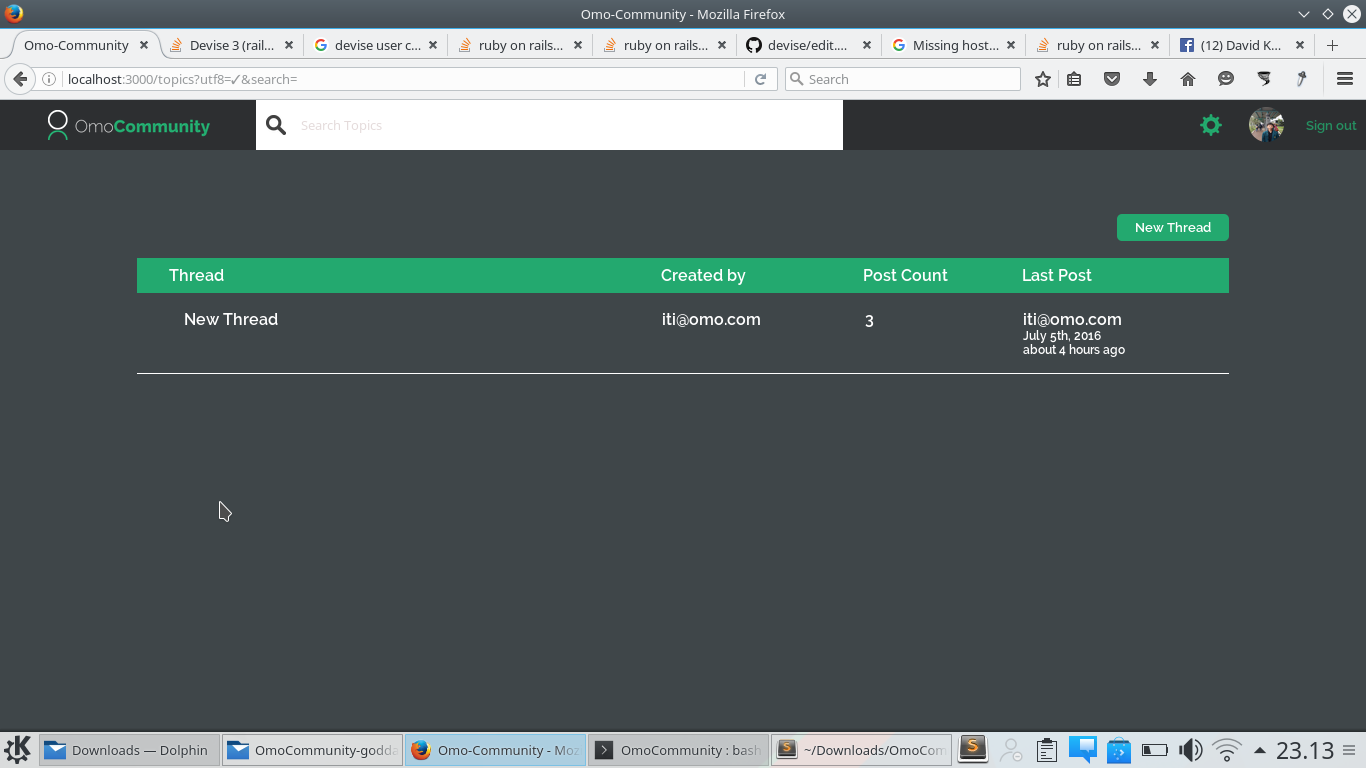 Omo-Community - Mozilla Firefox
Omo-Community
Devise 3 (rail...
devise user c...
ruby on rails...
ruby on rails...
devise/edit....
Missing host...
ruby on rails...
(12) David K...
localhost:3000/topics?utf8=✓&search=
Search
OmoCommunity
Search Topics
Sign out
New Thread
Thread Created by Post Count Last Post
New Thread iti@omo.com 3 iti@omo.com
July 5th, 2016
about 4 hours ago
Downloads — Dolphin
OmoCommunity-godda
Omo-Community - Moz
OmoCommunity : bash
~/Downloads/OmoCom
23.13